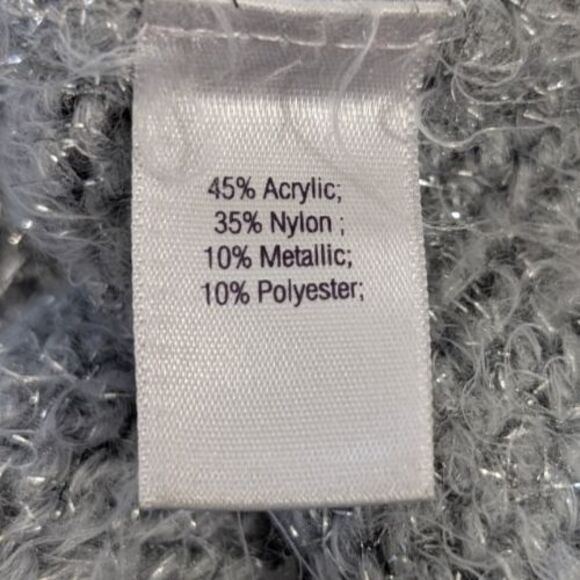 45% Acrylic;
35% Nylon ;
10% Metallic;
10% Polyester;